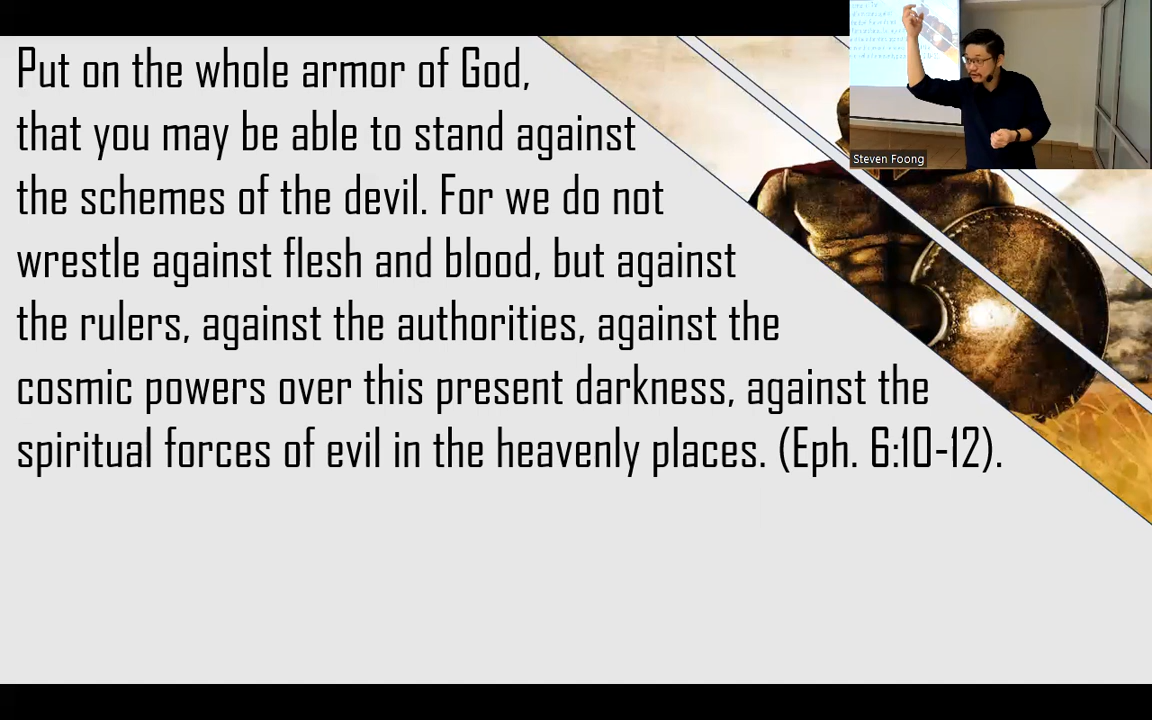 Put on the whole armor of God,
that you may be able to stand against
the schemes of the devil. For we do not
wrestle against flesh and blood, but against
the rulers, against the authorities, against the
cosmic powers over this present darkness, against the
spiritual forces of evil in the heavenly places. (Eph. 6:10-12).
Steven Foong